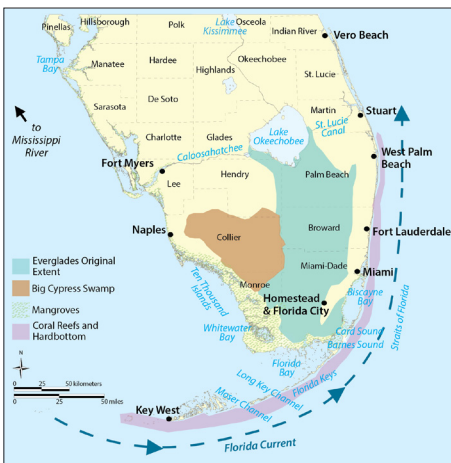 Pinellas
Hillsborough
Polk
Lake
Kissimmee
Osceola
Indian River
Vero Beach
Tampa
Bay
Manatee
Hardee
Highlands
Okeechobee
St. Lucie
Sarasota
De Soto
Martin
Stuart
to
Mississippi
River
Charlotte
Glades
Lake
Okeechobee
St. Lucie
Canal
Caloosahatchee
Fort Myers
Lee
Hendry
Palm Beach
West Palm
Beach
Naples
Collier
Broward
Fort Lauderdale
Everglades Original
Extent
Big Cypress Swamp
Mangroves
Coral Reefs and
Hardbottom
Ten Thousand
Islands
Monroe
Miami-Dade
Miami
Homestead
& Florida City
Biscayne
Bay
Straits of Florida
Whitewater
Bay
Card Sound
Barnes Sound
Florida
Bay
N
0 25 50 kilometers
0 25 50 miles
Long Key Channel
Florida Keys
Moser Channel
Key West
Florida Current